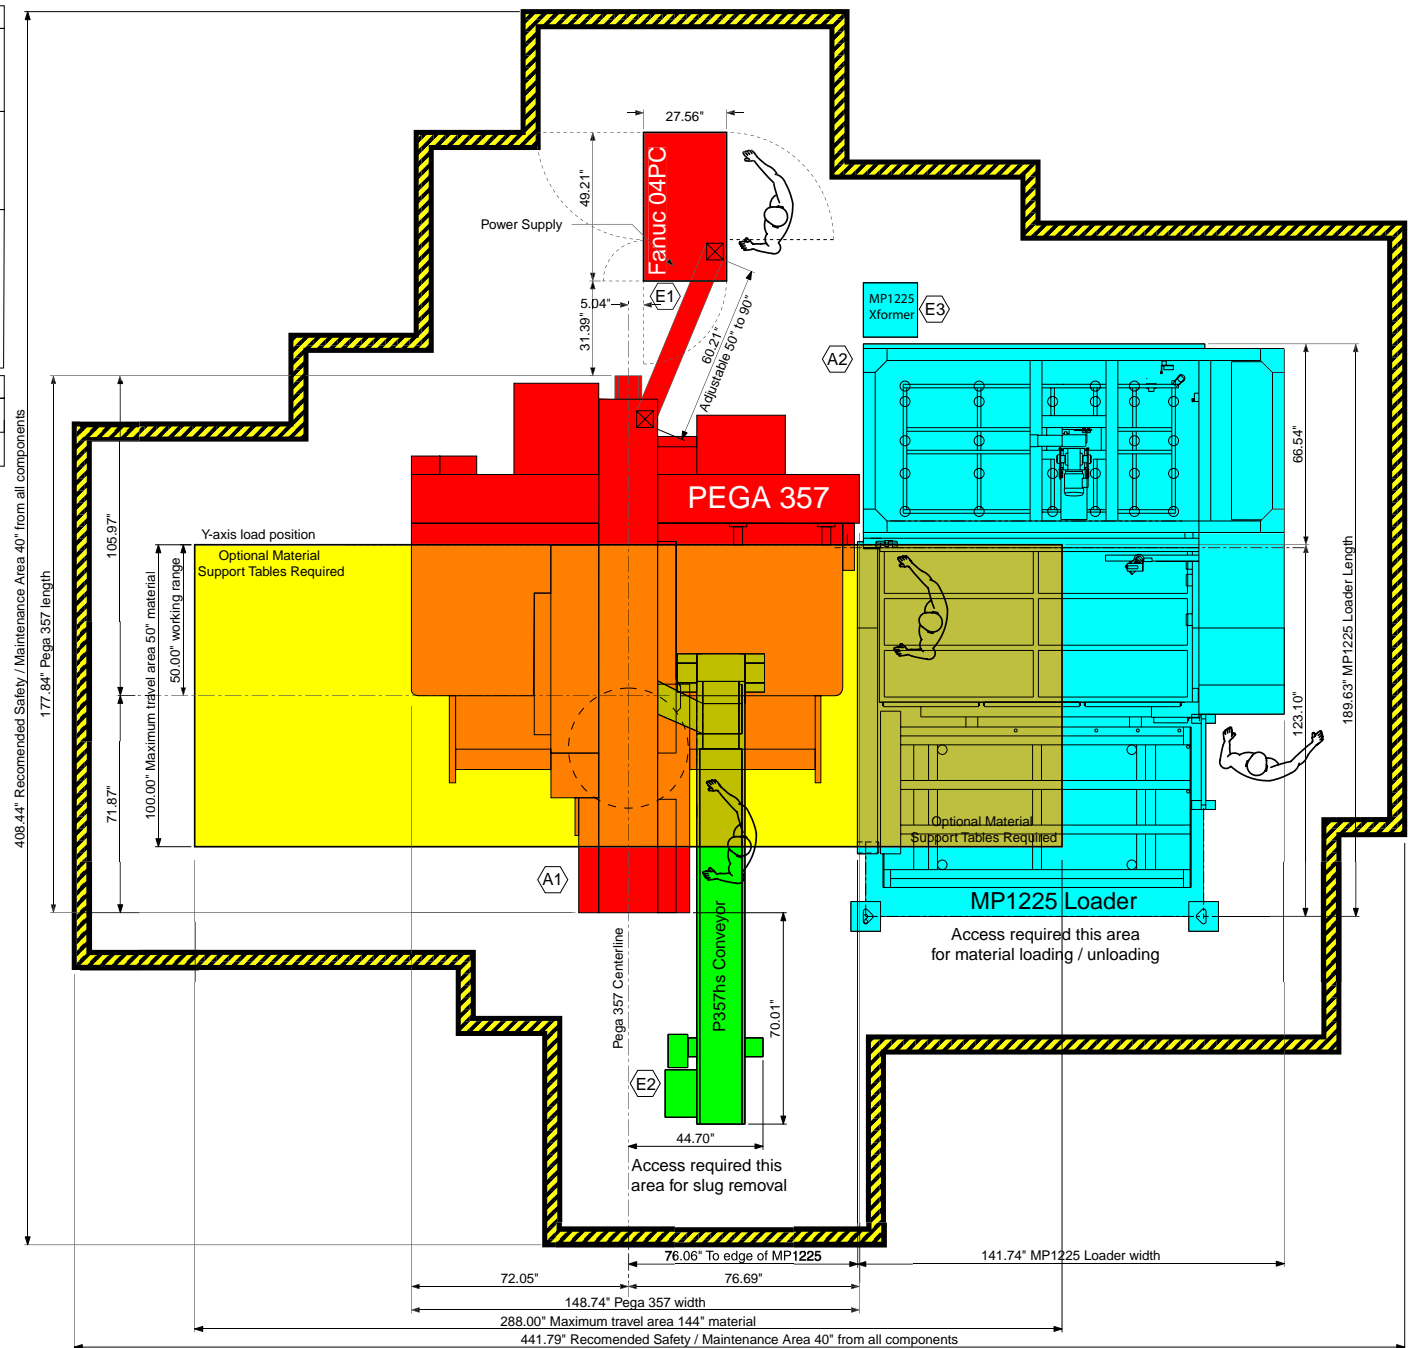 27.56"
Fanuc 04PC
49.21"
Power Supply
E1
5.04"
31.39"
60.21"
Adjustable 50" to 90"
MP1225
Xformer
E3
A2
PEGA 357
66.54"
Y-axis load position
Optional Material
Support Tables Required
408.44" Recomended Safety / Maintenance Area 40" from all components
177.84" Pega 357 length
105.97"
71.87"
100.00" Maximum travel area 50" material
50.00" working range
189.63" MP1225 Loader Length
123.10"
Optional Material
Support Tables Required
A1
MP1225 Loader
Access required this area
for material loading / unloading
Pega 357 Centerline
P357hs Conveyor
70.01"
E2
44.70"
Access required this
area for slug removal
76.06" To edge of MP1225
141.74" MP1225 Loader width
72.05"
76.69"
148.74" Pega 357 width
288.00" Maximum travel area 144" material
441.79" Recomended Safety / Maintenance Area 40" from all components